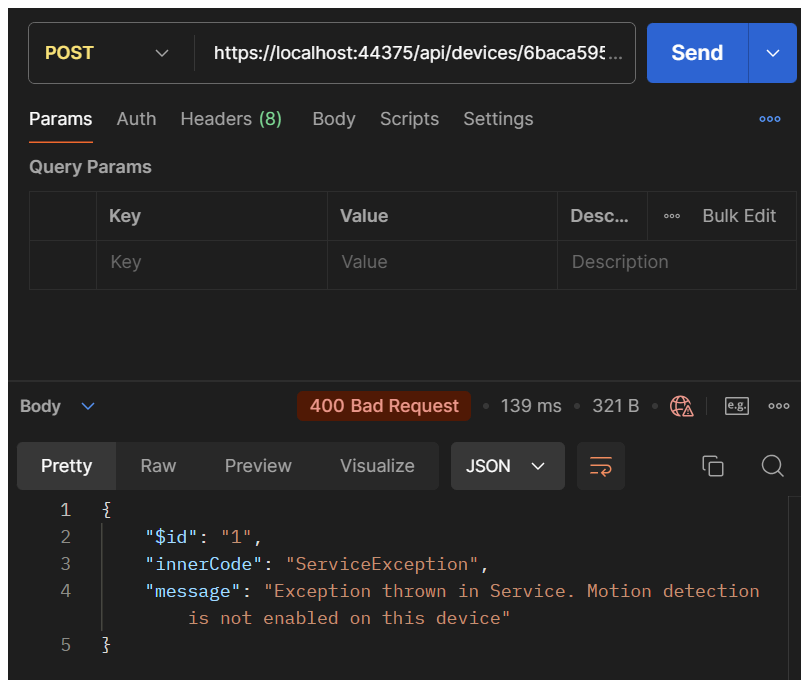 POST https://localhost:44375/api/devices/6baca595... Send
Params Auth Headers (8) Body Scripts Settings
Query Params
Key Value Desc... Bulk Edit
Key Value Description
Body 400 Bad Request 139 ms 321 B e.g.
Pretty Raw Preview Visualize JSON
1 {
2 "$id": "1",
3 "innerCode": "ServiceException",
4 "message": "Exception thrown in Service. Motion detection
is not enabled on this device"
5 }